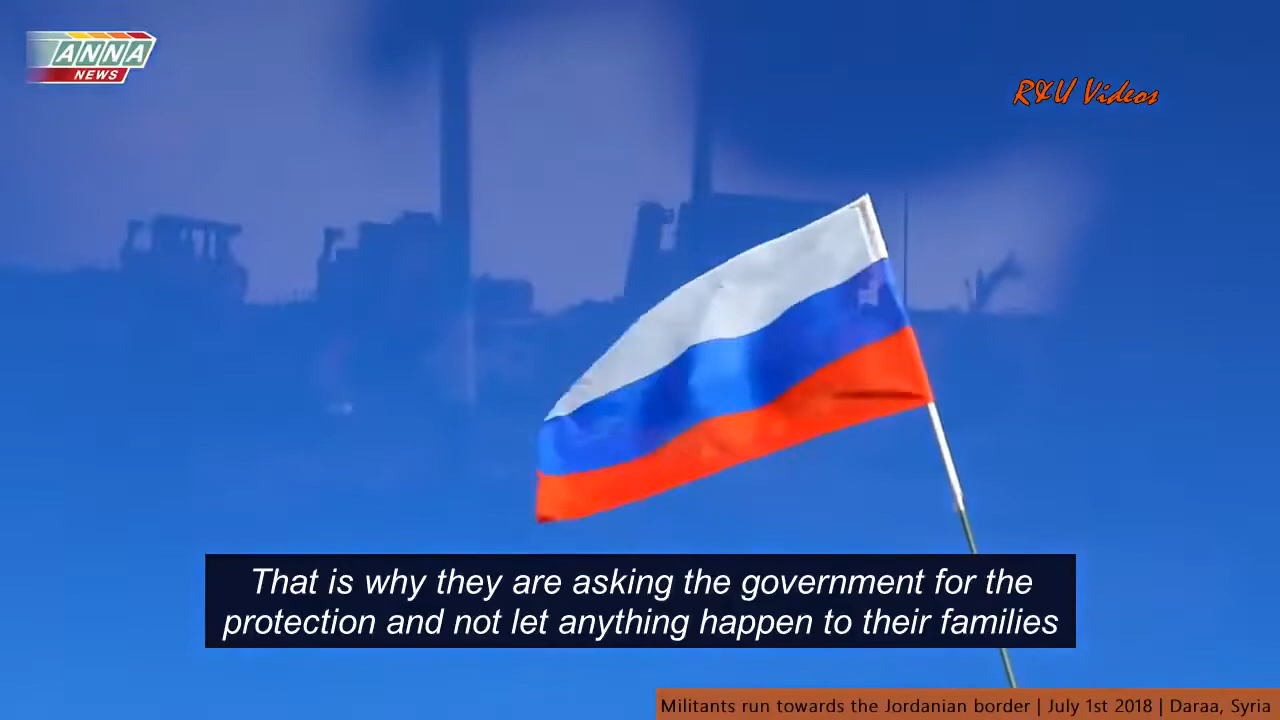 ANNA
NEWS
R&U Videos
That is why they are asking the government for the
protection and not let anything happen to their families
Militants run towards the Jordanian border | July 1st 2018 | Daraa, Syria